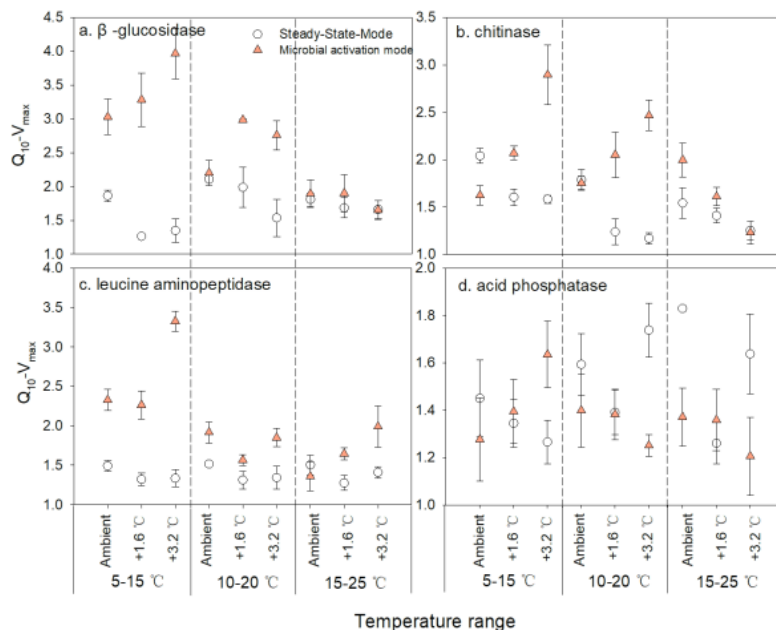 a. β -glucosidase
Steady-State-Mode
Microbial activation mode
b. chitinase
4.5
4.0
3.5
3.0
2.5
2.0
1.5
1.0
Q10-Vmax
3.5
3.0
2.5
2.0
1.5
1.0
c. leucine aminopeptidase
d. acid phosphatase
3.5
3.0
2.5
2.0
1.5
1.0
Q10-Vmax
2.0
1.8
1.6
1.4
1.2
1.0
Ambient +1.6 ℃ +3.2 ℃ Ambient +1.6 ℃ +3.2 ℃ Ambient +1.6 ℃ +3.2 ℃ Ambient +1.6 ℃ +3.2 ℃ Ambient +1.6 ℃ +3.2 ℃ Ambient +1.6 ℃ +3.2 ℃
5-15 ℃ 10-20 ℃ 15-25 ℃ 5-15 ℃ 10-20 ℃ 15-25 ℃
Temperature range